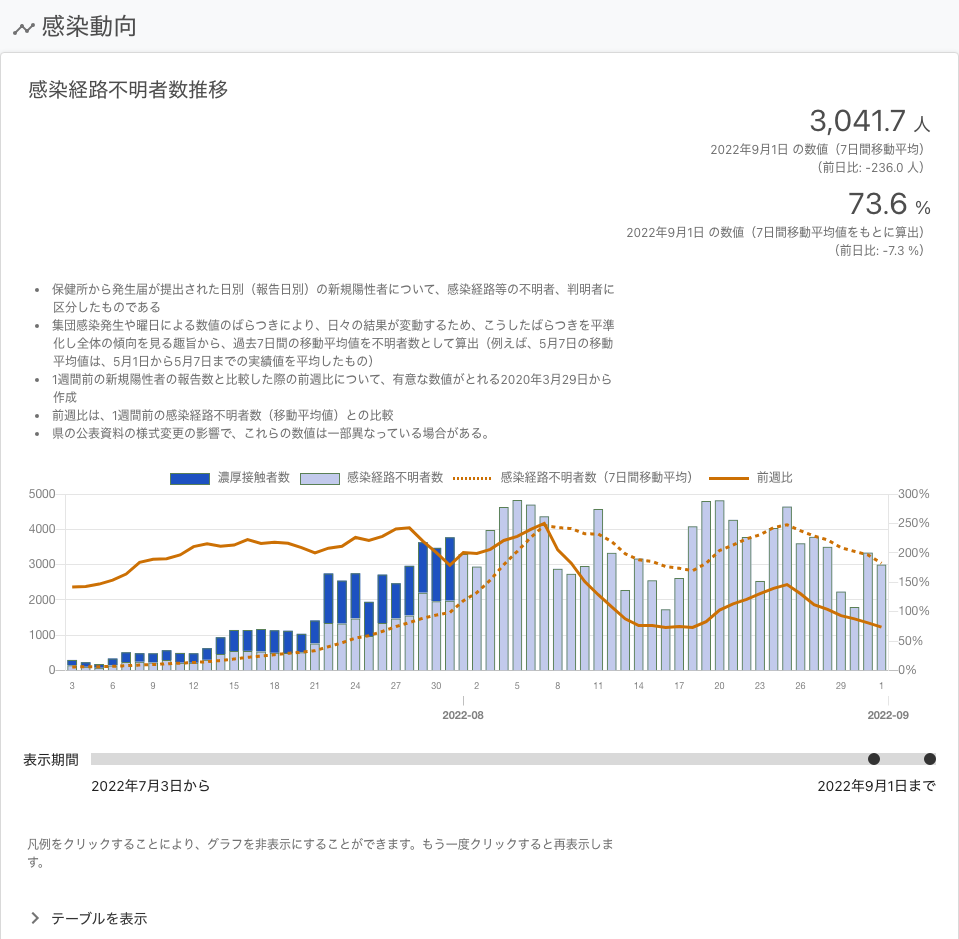 感染動向
感染経路不明者数推移
3,041.7 人
2022年9月1日 の数値（7日間移動平均）
（前日比: -236.0 人）
73.6 %
2022年9月1日 の数値（7日間移動平均値をもとに算出）
（前日比: -7.3 %）
• 保健所から発生届が提出された日別（報告日別）の新規陽性者について、感染経路等の不明者、判明者に
区分したものである
• 集団感染発生や曜日による数値のばらつきにより、日々の結果が変動するため、こうしたばらつきを平準
化し全体の傾向を見る趣旨から、過去7日間の移動平均値を不明者数として算出（例えば、5月7日の移動
平均値は、5月1日から5月7日までの実績値を平均したもの）
• 1週間前の新規陽性者の報告数と比較した際の前週比について、有意な数値がとれる2020年3月29日から
作成
• 前週比は、1週間前の感染経路不明者数（移動平均値）との比較
• 県の公表資料の様式変更の影響で、これらの数値は一部異なっている場合がある。
濃厚接触者数 感染経路不明者数 感染経路不明者数（7日間移動平均） 前週比
5000 300%
250%
4000
200%
3000
150%
2000
100%
1000
50%
0 0%
3 6 9 12 15 18 21 24 27 30 2 5 8 11 14 17 20 23 26 29 1
2022-08 2022-09
表示期間
2022年7月3日から 2022年9月1日まで
凡例をクリックすることにより、グラフを非表示にすることができます。もう一度クリックすると再表示しま
す。
テーブルを表示